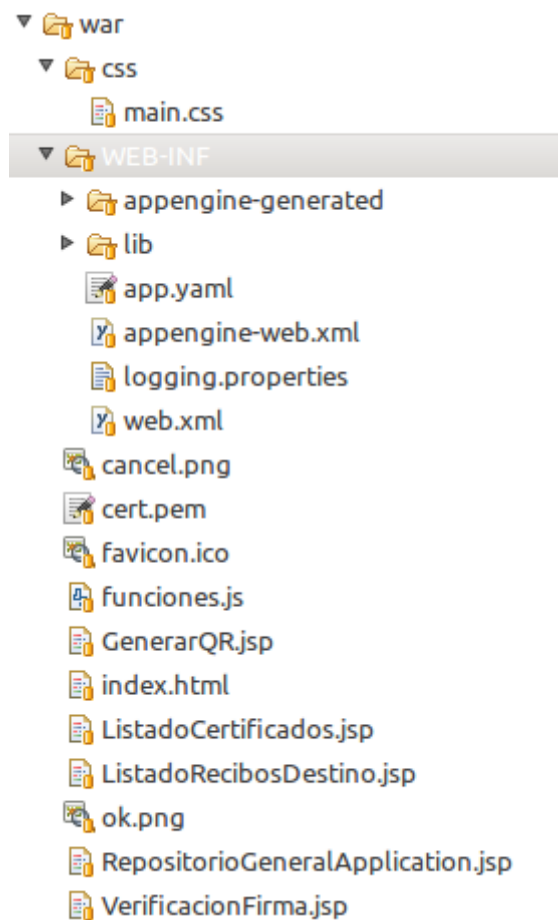 war
css
main.css
WEB-INF
appengine-generated
lib
app.yaml
appengine-web.xml
logging.properties
web.xml
cancel.png
cert.pem
favicon.ico
funciones.js
GenerarQR.jsp
index.html
ListadoCertificados.jsp
ListadoRecibosDestino.jsp
ok.png
RepositorioGeneralApplication.jsp
VerificacionFirma.jsp